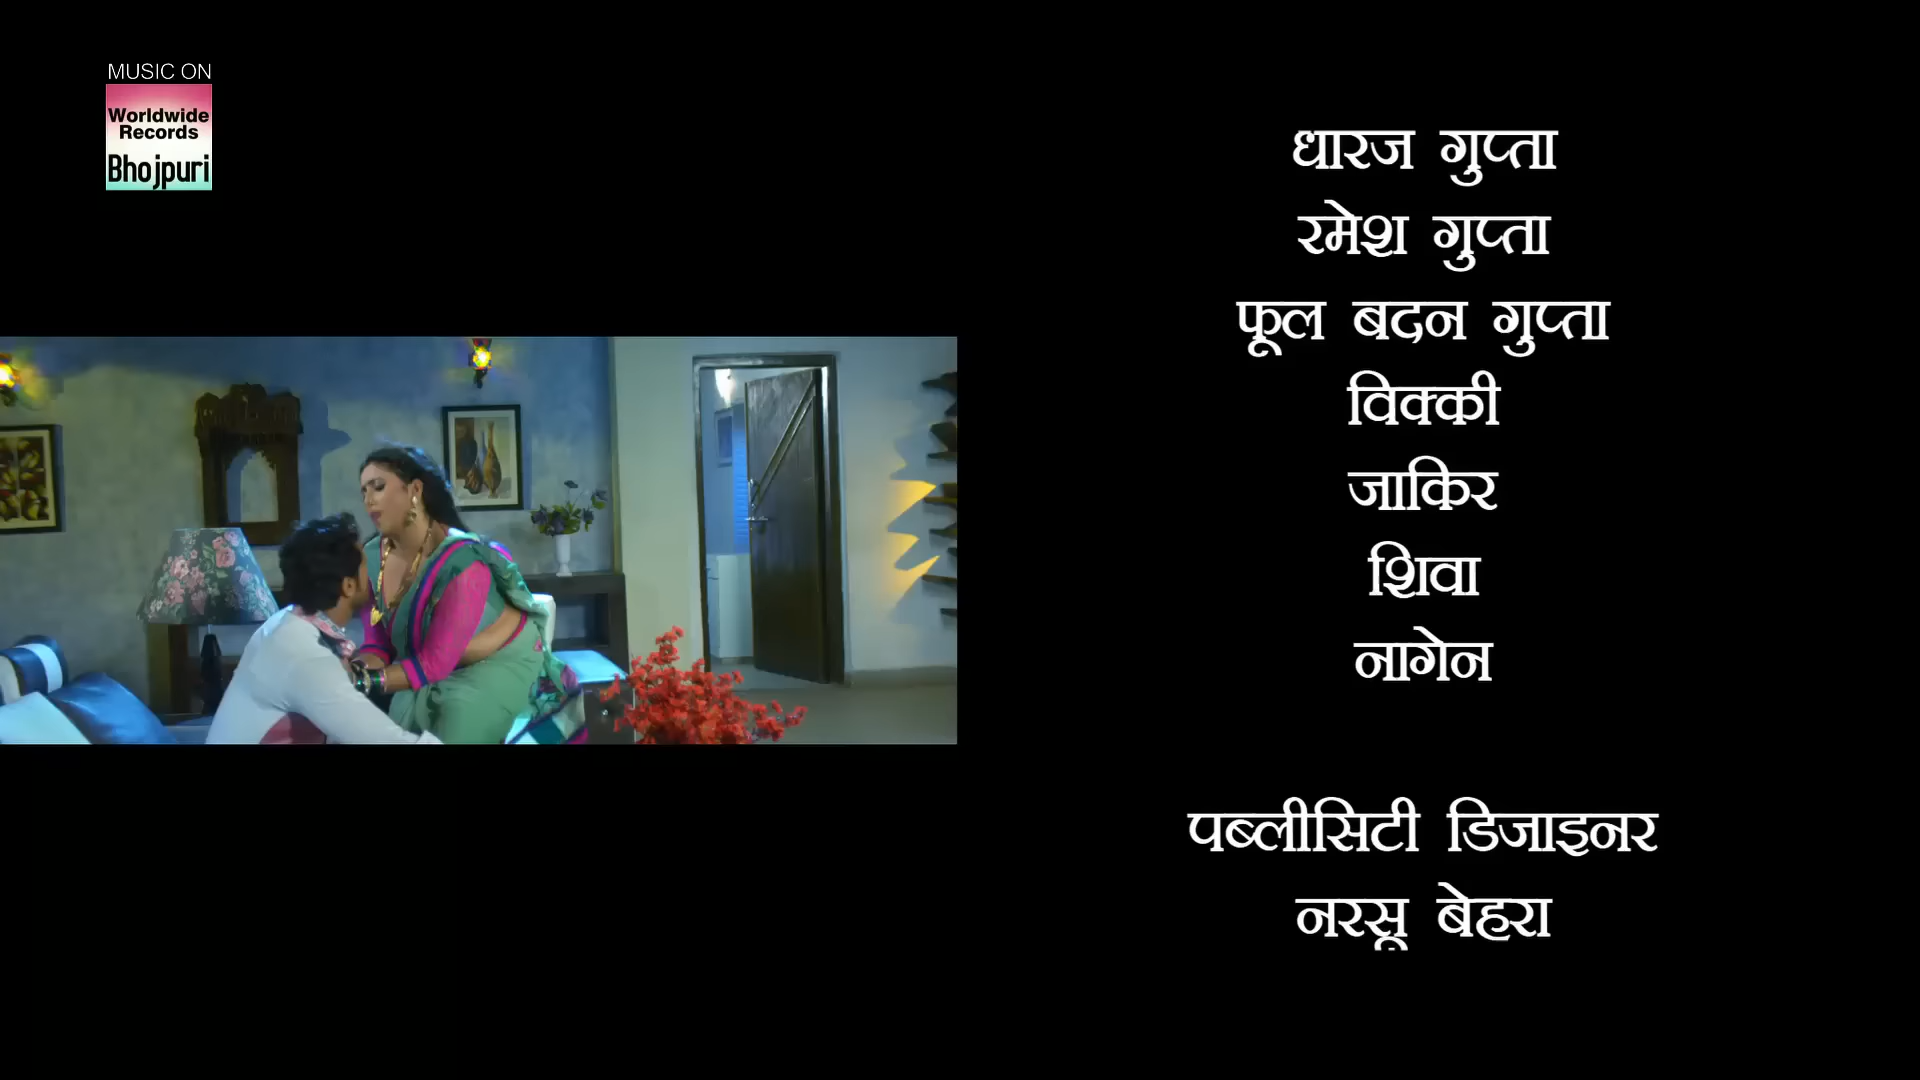 MUSIC ON
Worldwide
Records
Bhojpuri
धारज गुप्ता
रमेश गुप्ता
फूल बदन गुप्ता
विक्की
जाकिर
शिवा
नागेन
पब्लीसिटी डिजाइनर
नरसू बेहरा